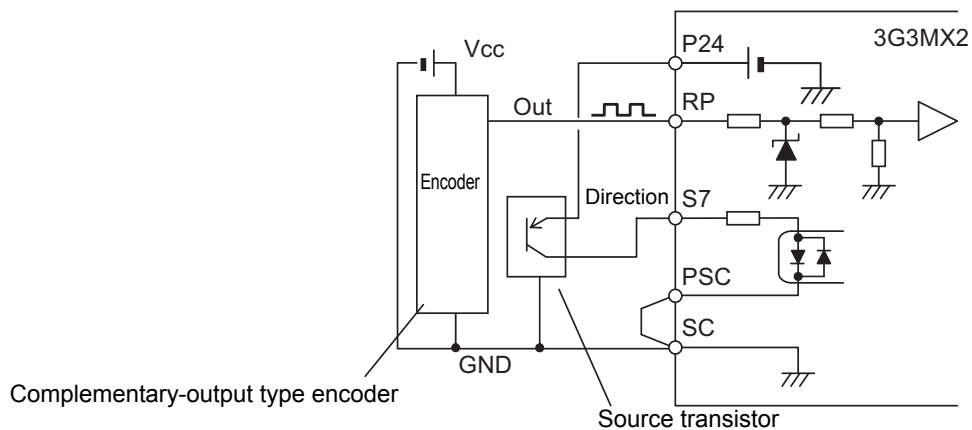 3G3MX2
P24
Vcc
RP
Out
Encoder
Direction
S7
PSC
SC
GND
Complementary-output type encoder
Source transistor